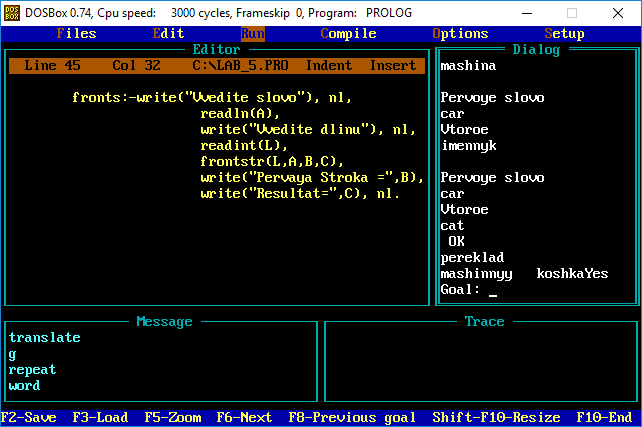 DOSBox 0.74, Cpu speed: 3000 cycles, Frameskip 0, Program: PROLOG
DOS BOX
Files Edit Run Compile Options Setup
Editor
Line 45 Col 32 C:\LAB_5.PRO Indent Insert
fronts:-write("Vvedite slovo"), nl,
readln(A),
write("Vvedite dlinu"), nl,
readint(L),
frontstr(L,A,B,C),
write("Pervaya Stroka =",B),
write("Resultat=",C), nl.
Dialog
mashina
Pervoye slovo
car
Vtoroe
imennyk
Pervoye slovo
car
Vtoroe
cat
OK
pereklad
mashinnyy koshkaYes
Goal: _
Message
translate
g
repeat
word
Trace
F2-Save F3-Load F5-Zoom F6-Next F8-Previous goal Shift-F10-Resize F10-End